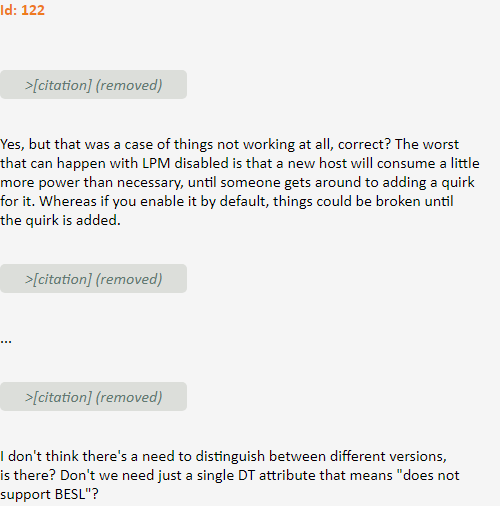 Id: 122
>[citation] (removed)
Yes, but that was a case of things not working at all, correct? The worst
that can happen with LPM disabled is that a new host will consume a little
more power than necessary, until someone gets around to adding a quirk
for it. Whereas if you enable it by default, things could be broken until
the quirk is added.
>[citation] (removed)
...
>[citation] (removed)
I don't think there's a need to distinguish between different versions,
is there? Don't we need just a single DT attribute that means "does not
support BESL"?